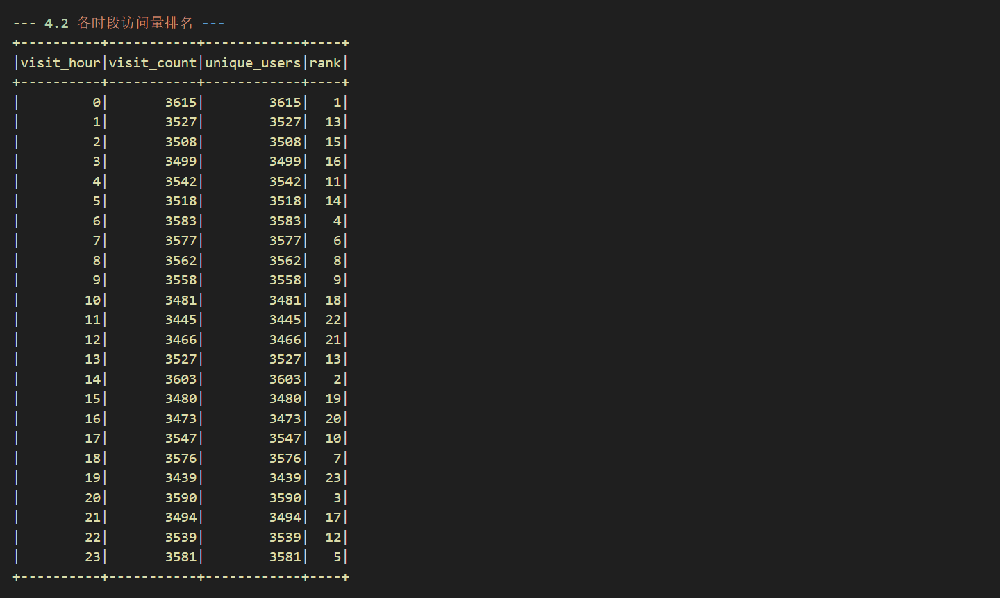 --- 4.2 各时段访问量排名 ---
+----------+-----------+------------+----+
|visit_hour|visit_count|unique_users|rank|
+----------+-----------+------------+----+
|         0|       3615|        3615|   1|
|         1|       3527|        3527|  13|
|         2|       3508|        3508|  15|
|         3|       3499|        3499|  16|
|         4|       3542|        3542|  11|
|         5|       3518|        3518|  14|
|         6|       3583|        3583|   4|
|         7|       3577|        3577|   6|
|         8|       3562|        3562|   8|
|         9|       3558|        3558|   9|
|        10|       3481|        3481|  18|
|        11|       3445|        3445|  22|
|        12|       3466|        3466|  21|
|        13|       3527|        3527|  13|
|        14|       3603|        3603|   2|
|        15|       3480|        3480|  19|
|        16|       3473|        3473|  20|
|        17|       3547|        3547|  10|
|        18|       3576|        3576|   7|
|        19|       3439|        3439|  23|
|        20|       3590|        3590|   3|
|        21|       3494|        3494|  17|
|        22|       3539|        3539|  12|
|        23|       3581|        3581|   5|
+----------+-----------+------------+----+